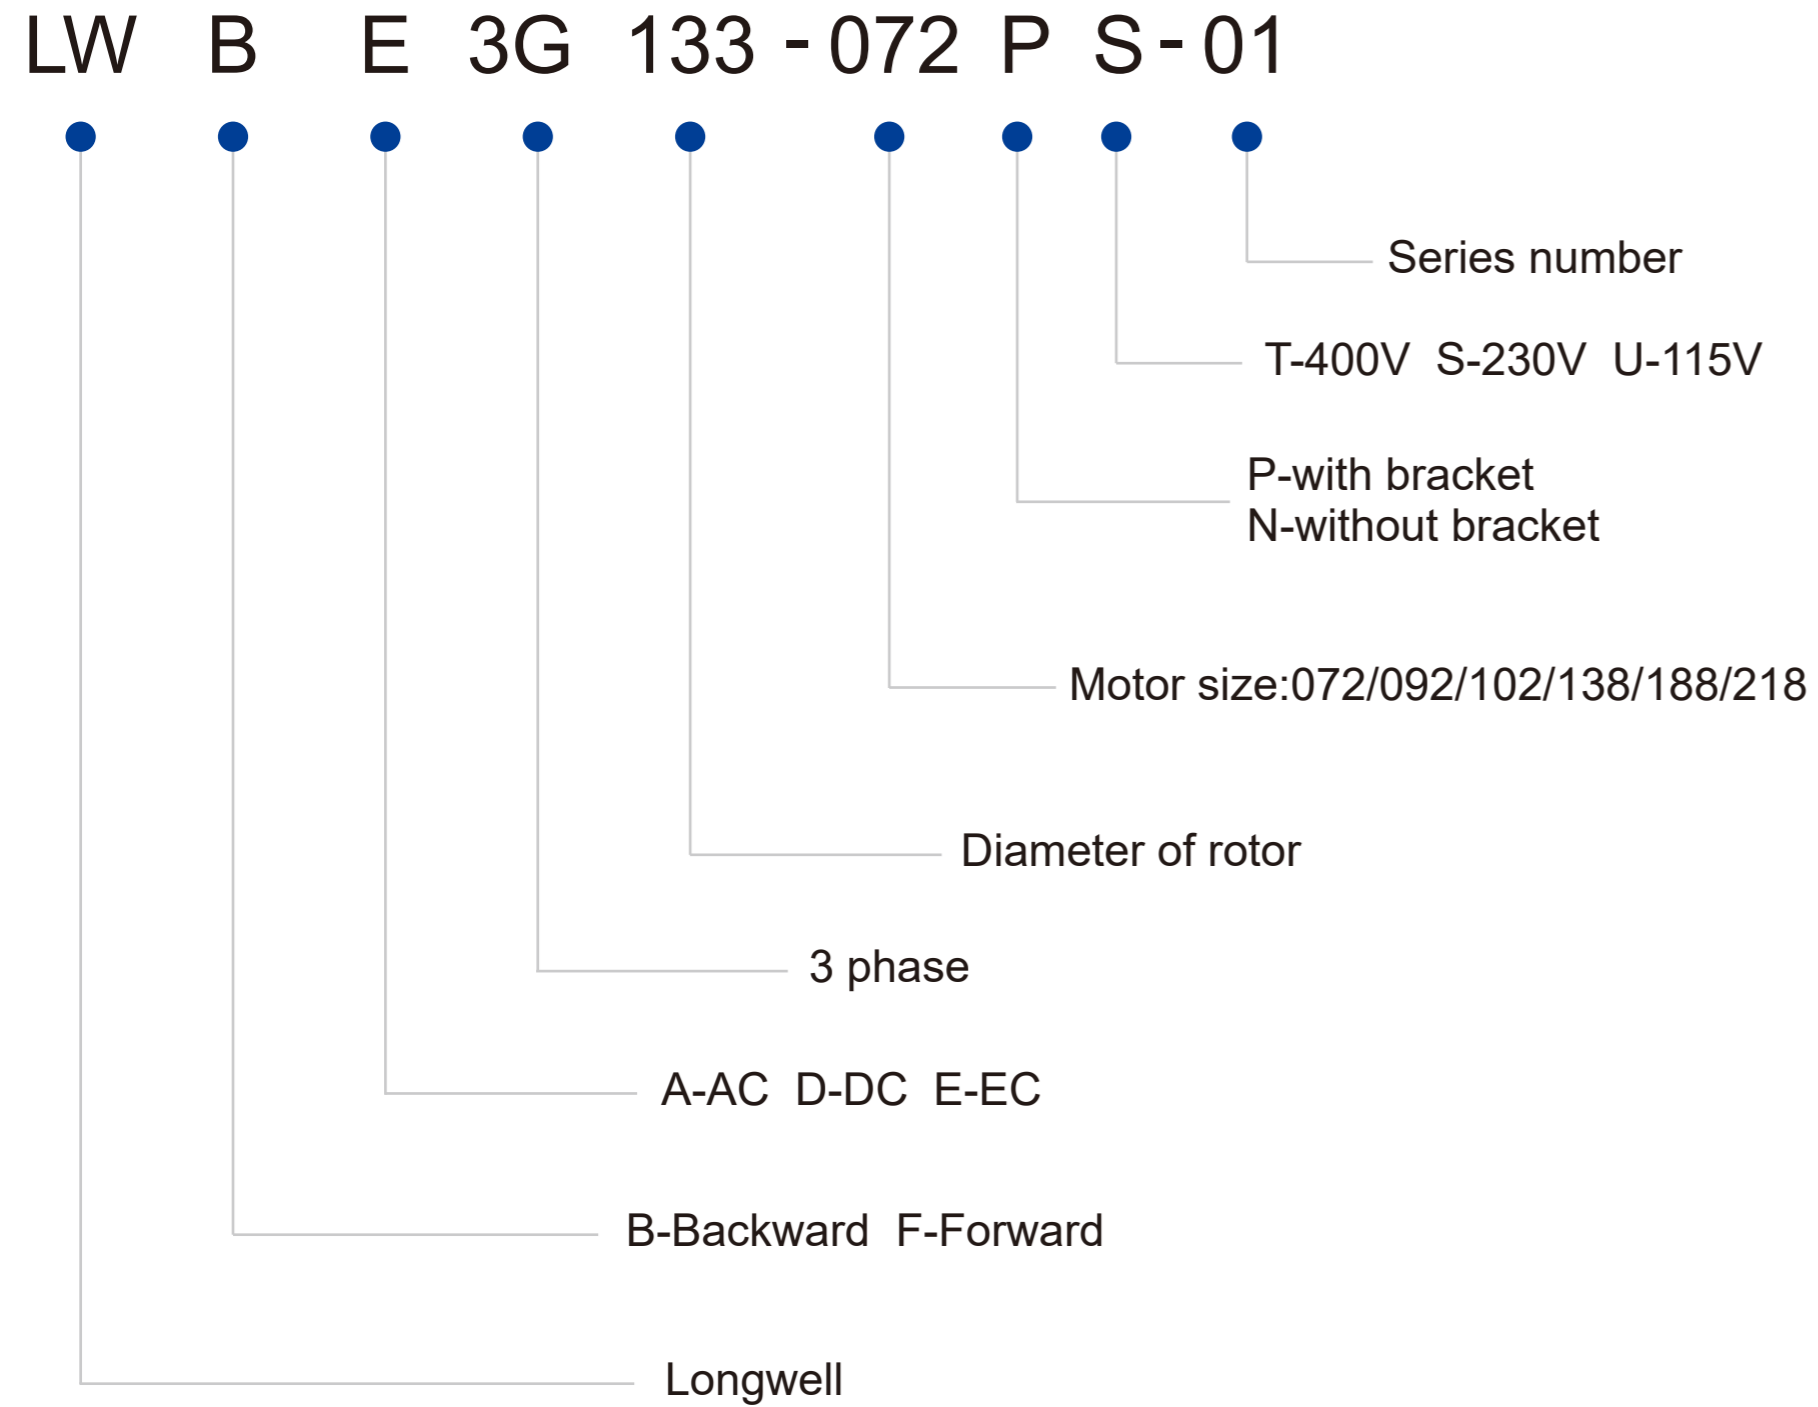 LW B E 3G 133 - 072 P S - 01
Series number
T-400V S-230V U-115V
P-with bracket
N-without bracket
Motor size:072/092/102/138/188/218
Diameter of rotor
3 phase
A-AC D-DC E-EC
B-Backward F-Forward
Longwell